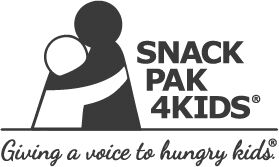 SNACK
PAK
4KIDS®
Giving a voice to hungry kids.®